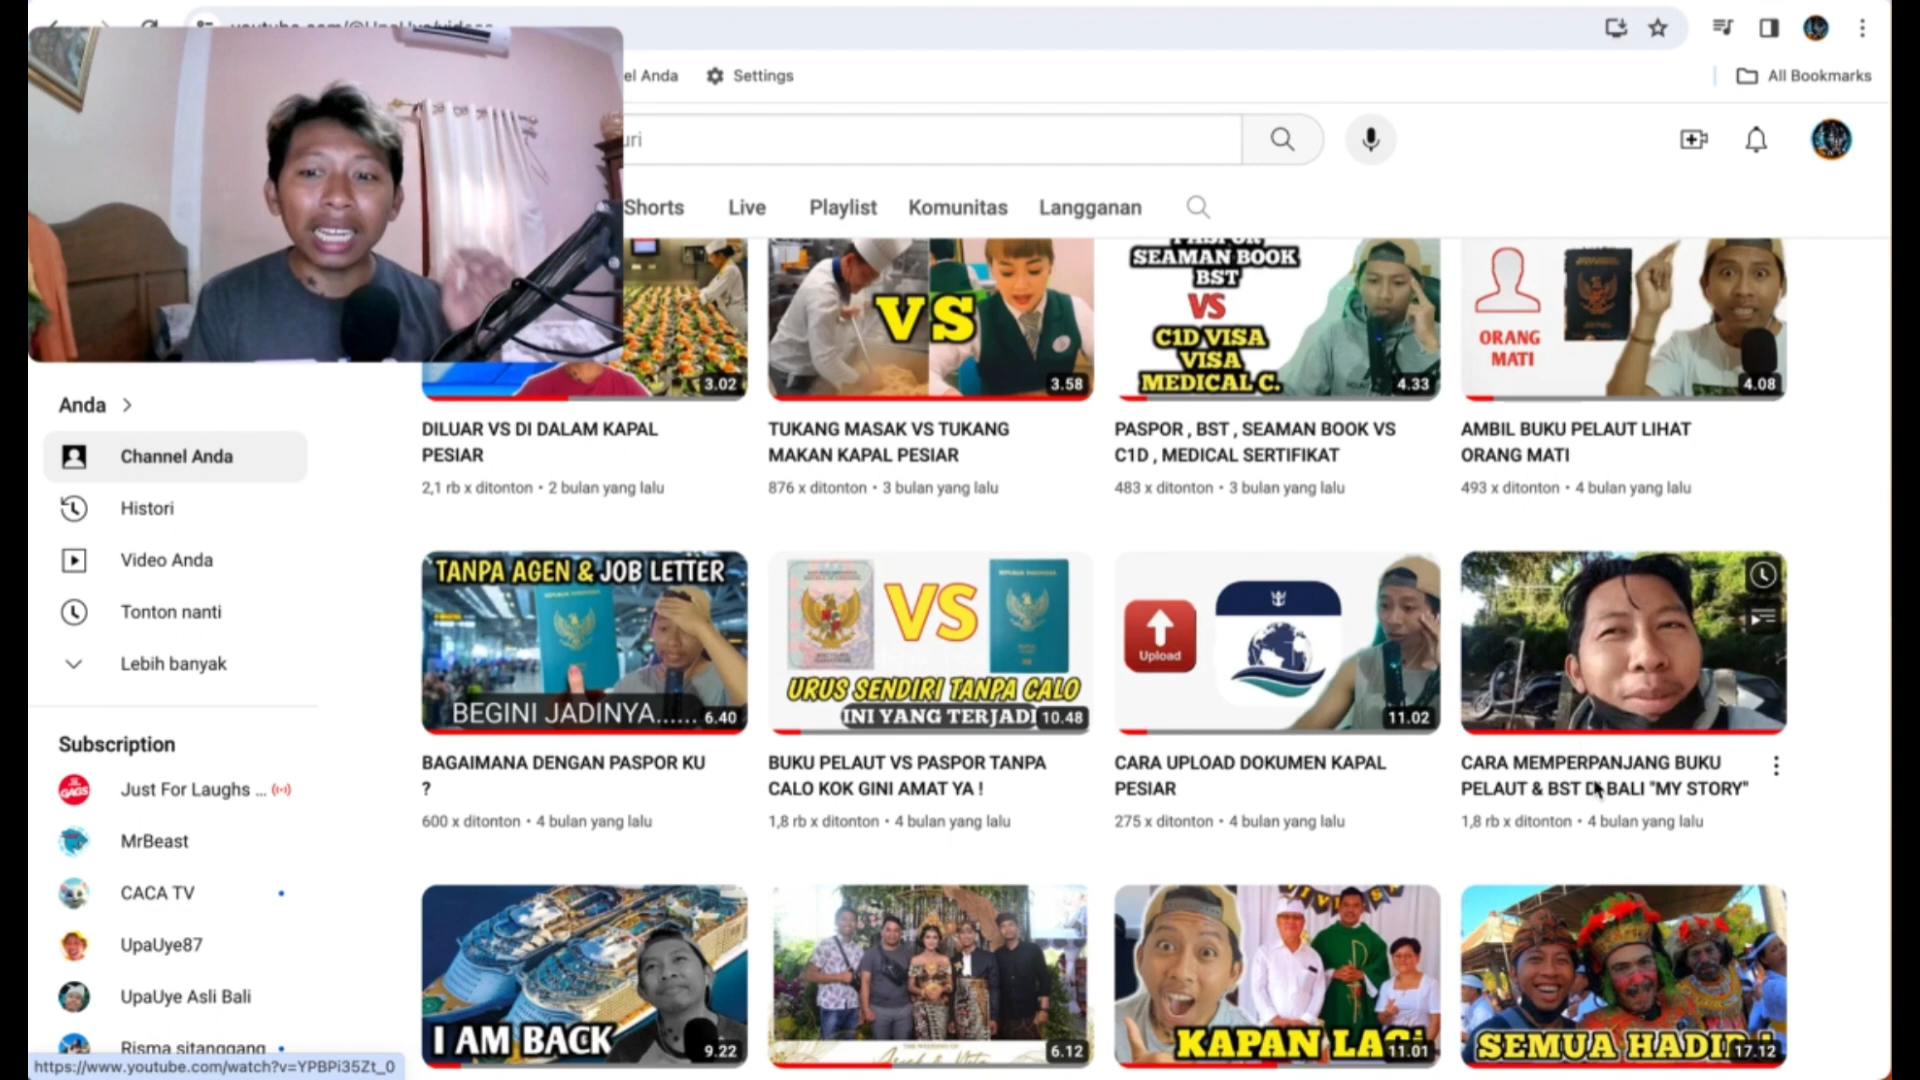 el Anda
Settings
All Bookmarks
Shorts
Live
Playlist
Komunitas
Langganan
Anda
Channel Anda
Histori
Video Anda
Tonton nanti
Lebih banyak
Subscription
Just For Laughs ...
MrBeast
CACA TV
UpaUye87
UpaUye Asli Bali
Risma sitanggang
https://www.youtube.com/watch?v=YPBPi35Zt_0
3.02
DILUAR VS DI DALAM KAPAL
PESIAR
2,1 rb x ditonton • 2 bulan yang lalu
VS
3.58
TUKANG MASAK VS TUKANG
MAKAN KAPAL PESIAR
876 x ditonton • 3 bulan yang lalu
SEAMAN BOOK
BST
VS
C1D VISA
VISA
MEDICAL C.
4.33
PASPOR , BST , SEAMAN BOOK VS
C1D , MEDICAL SERTIFIKAT
483 x ditonton • 3 bulan yang lalu
ORANG
MATI
4.08
AMBIL BUKU PELAUT LIHAT
ORANG MATI
493 x ditonton • 4 bulan yang lalu
TANPA AGEN & JOB LETTER
BEGINI JADINYA......
6.40
BAGAIMANA DENGAN PASPOR KU
?
600 x ditonton • 4 bulan yang lalu
VS
URUS SENDIRI TANPA CALO
INI YANG TERJADI
10.48
BUKU PELAUT VS PASPOR TANPA
CALO KOK GINI AMAT YA !
1,8 rb x ditonton • 4 bulan yang lalu
Upload
11.02
CARA UPLOAD DOKUMEN KAPAL
PESIAR
275 x ditonton • 4 bulan yang lalu
CARA MEMPERPANJANG BUKU
PELAUT & BST DI BALI "MY STORY"
1,8 rb x ditonton • 4 bulan yang lalu
I AM BACK
9.22
6.12
KAPAN LAGI
11.01
SEMUA HADIR !
17.12